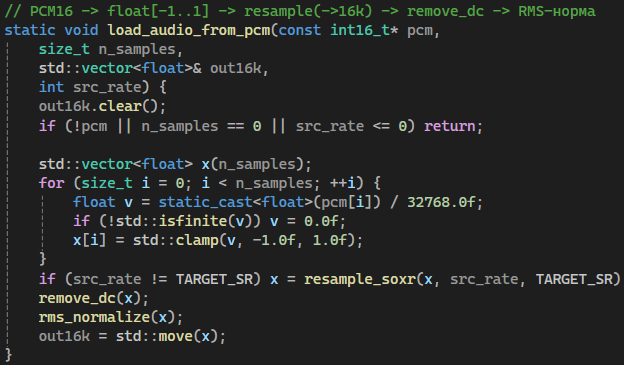 // PCM16 -> float[-1..1] -> resample(->16k) -> remove_dc -> RMS-норма
static void load_audio_from_pcm(const int16_t* pcm,
    size_t n_samples,
    std::vector<float>& out16k,
    int src_rate) {
    out16k.clear();
    if (!pcm || n_samples == 0 || src_rate <= 0) return;

    std::vector<float> x(n_samples);
    for (size_t i = 0; i < n_samples; ++i) {
        float v = static_cast<float>(pcm[i]) / 32768.0f;
        if (!std::isfinite(v)) v = 0.0f;
        x[i] = std::clamp(v, -1.0f, 1.0f);
    }
    if (src_rate != TARGET_SR) x = resample_soxr(x, src_rate, TARGET_SR)
    remove_dc(x);
    rms_normalize(x);
    out16k = std::move(x);
}